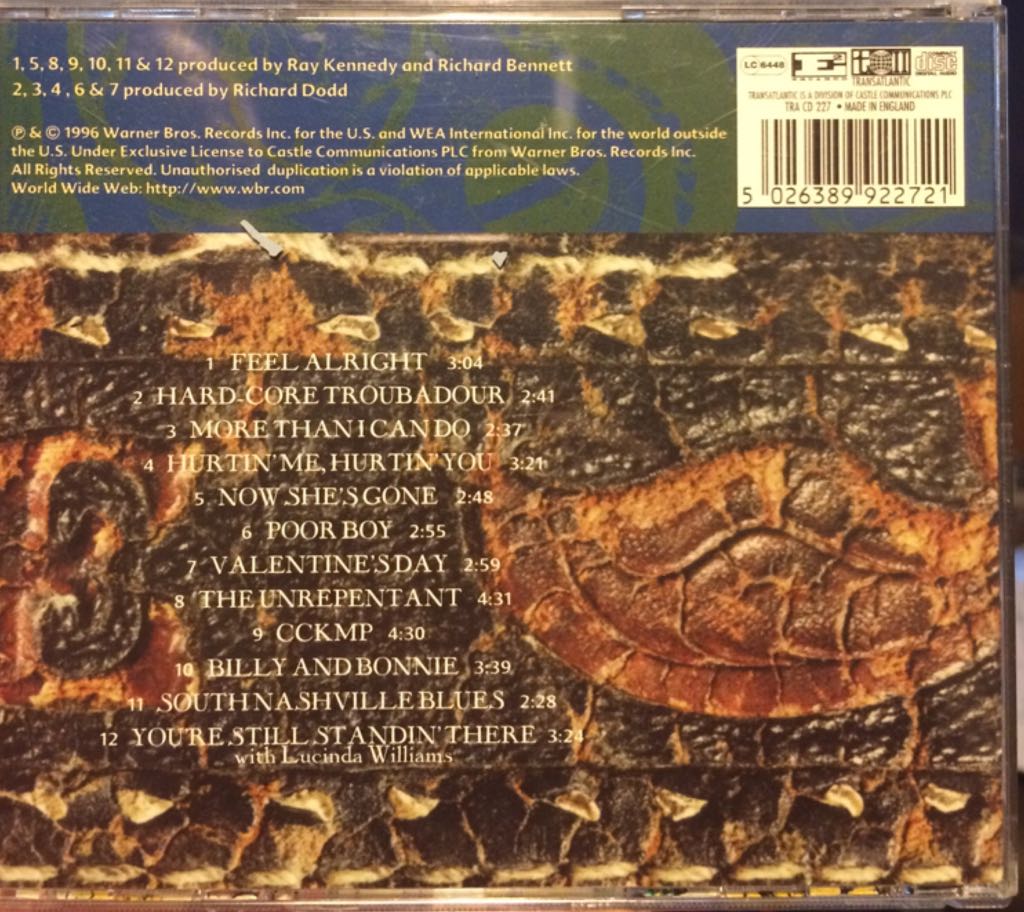 1, 5, 8, 9, 10, 11 & 12 produced by Ray Kennedy and Richard Bennett
2, 3, 4 , 6 & 7 produced by Richard Dodd
℗ & © 1996 Warner Bros. Records Inc. for the U.S. and WEA International Inc. for the world outside
the U.S. Under Exclusive License to Castle Communications PLC from Warner Bros. Records Inc.
All Rights Reserved. Unauthorised duplication is a violation of applicable laws.
World Wide Web: http://www.wbr.com
LC 6448
COMPACT disc DIGITAL AUDIO
TRANSATLANTIC
TRANSATLANTIC IS A DIVISION OF CASTLE COMMUNICATIONS PLC
TRA CD 227 • MADE IN ENGLAND
5 026389 922721
1 FEEL ALRIGHT 3:04
2 HARD-CORE TROUBADOUR 2:41
3 MORE THAN I CAN DO 2:37
4 HURTIN' ME, HURTIN' YOU 3:21
5 NOW SHE'S GONE 2:48
6 POOR BOY 2:55
7 VALENTINE'S DAY 2:59
8 THE UNREPENTANT 4:31
9 CCKMP 4:30
10 BILLY AND BONNIE 3:39
11 SOUTH NASHVILLE BLUES 2:28
12 YOU'RE STILL STANDIN' THERE 3:24
with Lucinda Williams